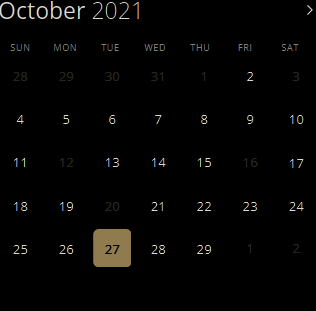 October 2021 >
SUN MON TUE WED THU FRI SAT
28 29 30 31 1 2 3
4 5 6 7 8 9 10
11 12 13 14 15 16 17
18 19 20 21 22 23 24
25 26 27 28 29 1 2